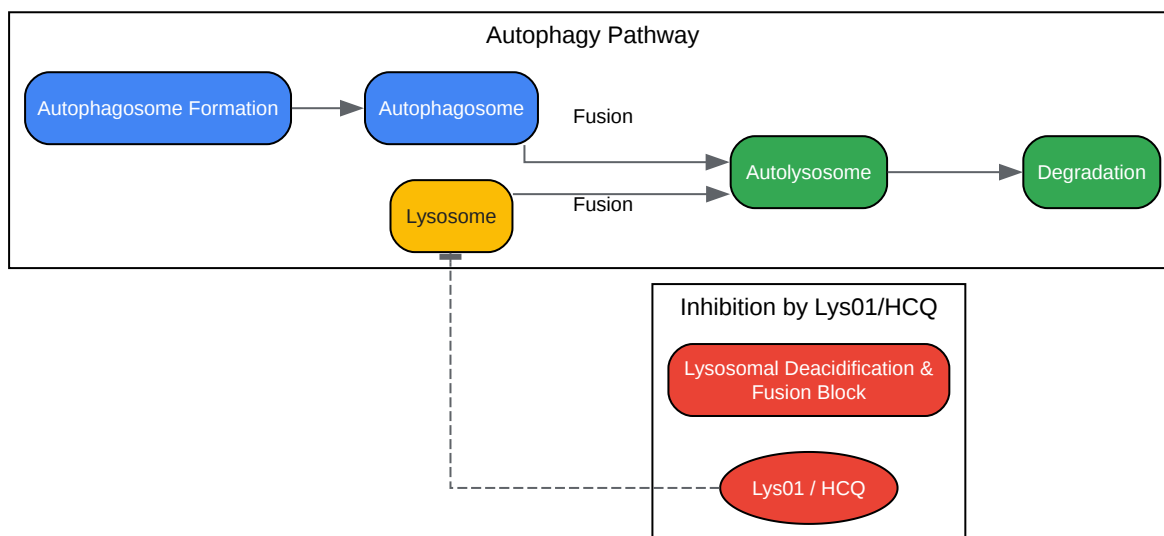 Autophagy Pathway
Autophagosome Formation
Autophagosome
Fusion
Autolysosome
Degradation
Lysosome
Fusion
Inhibition by Lys01/HCQ
Lysosomal Deacidification &
Fusion Block
Lys01 / HCQ